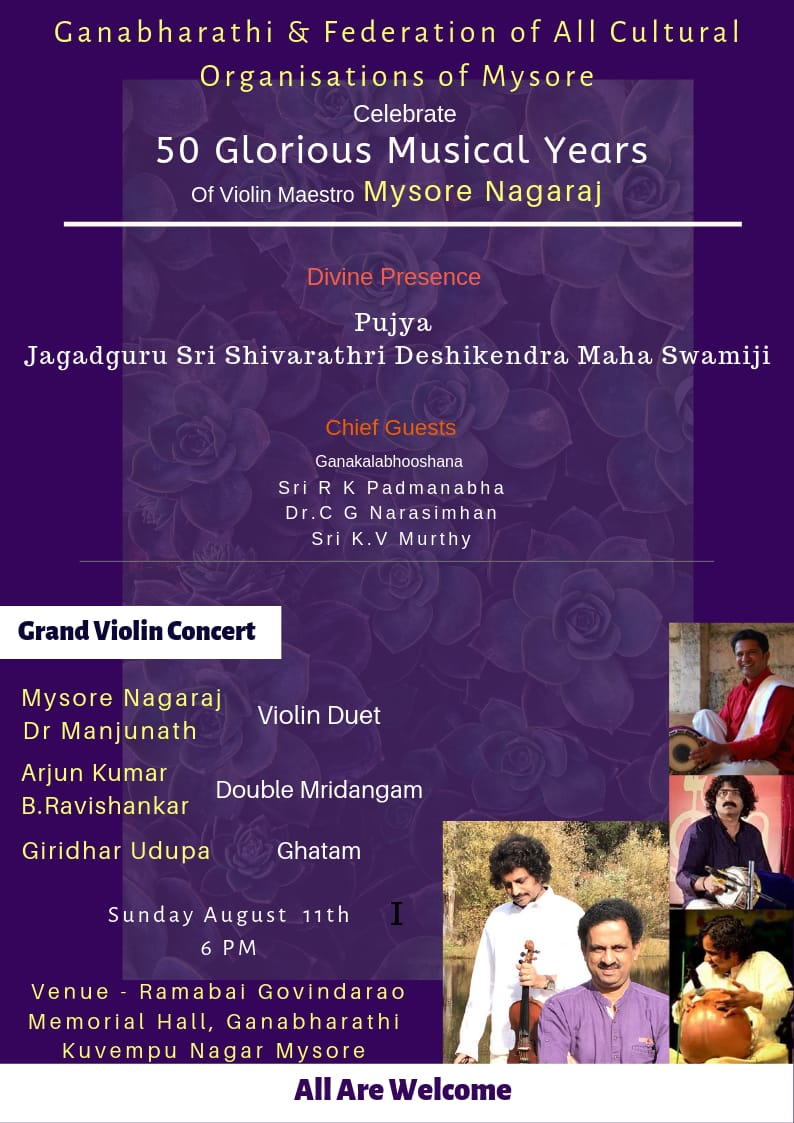 Ganabharathi & Federation of All Cultural
Organisations of Mysore
Celebrate
50 Glorious Musical Years
Of Violin Maestro Mysore Nagaraj
Divine Presence
Pujya
Jagadguru Sri Shivarathri Deshikendra Maha Swamiji
Chief Guests
Ganakalabhooshana
Sri R K Padmanabha
Dr.C G Narasimhan
Sri K.V Murthy
Grand Violin Concert
Mysore Nagaraj
Dr Manjunath
Violin Duet
Arjun Kumar
B.Ravishankar
Double Mridangam
Giridhar Udupa Ghatam
Sunday August 11th
6 PM
Venue - Ramabai Govindarao
Memorial Hall, Ganabharathi
Kuvempu Nagar Mysore
All Are Welcome